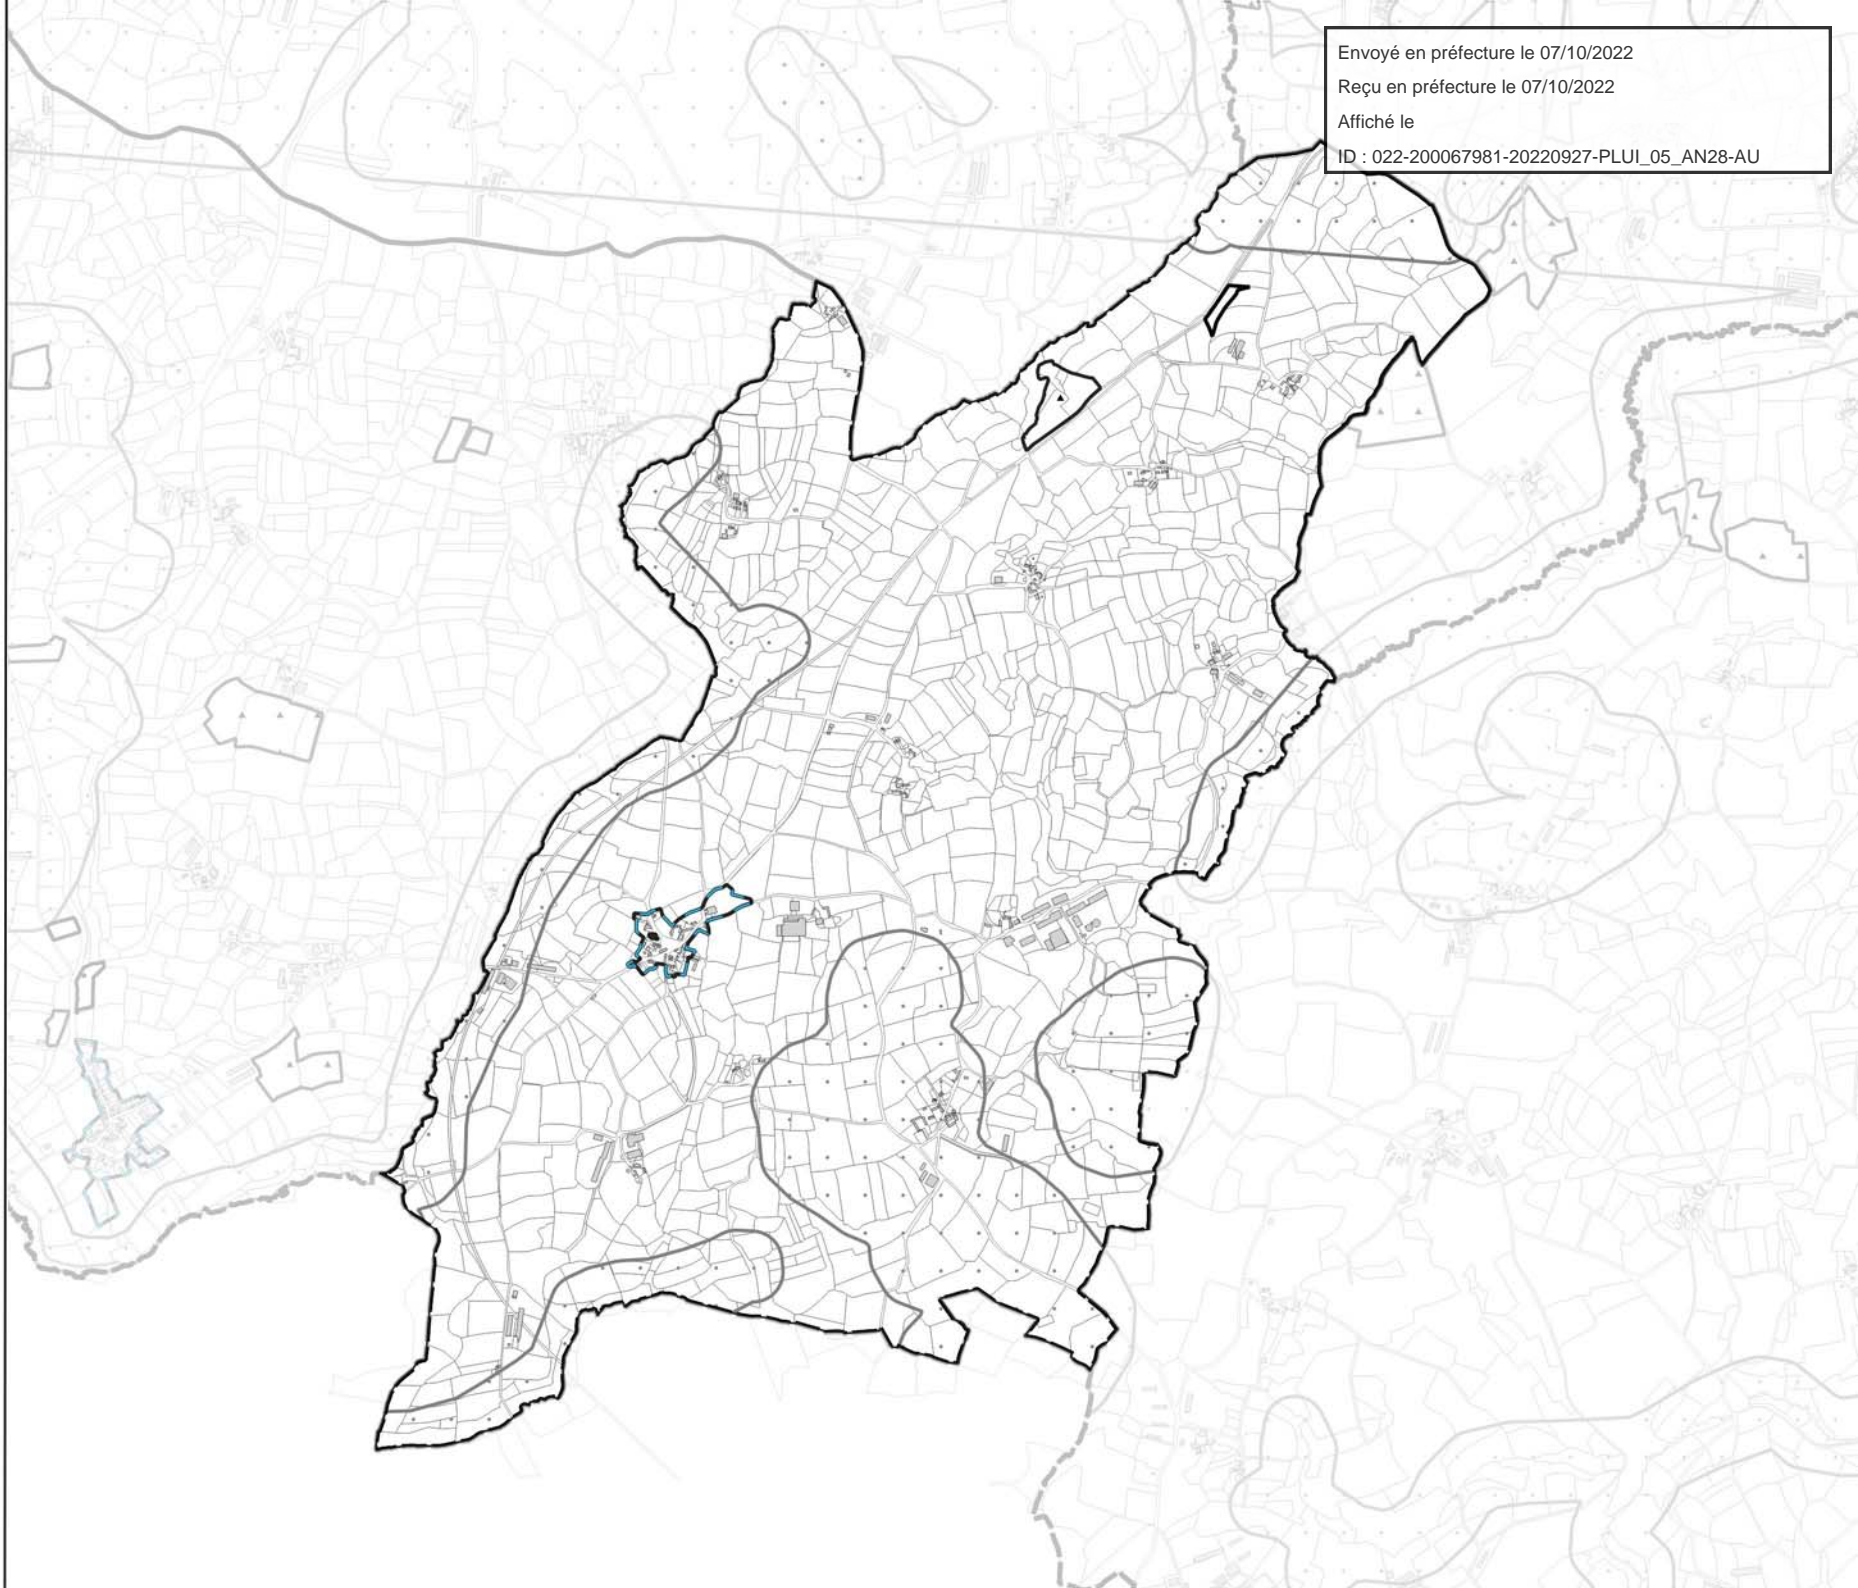 Envoyé en préfecture le 07/10/2022
Reçu en préfecture le 07/10/2022
Affiché le
ID : 022-200067981-20220927-PLUI_05_AN28-AU